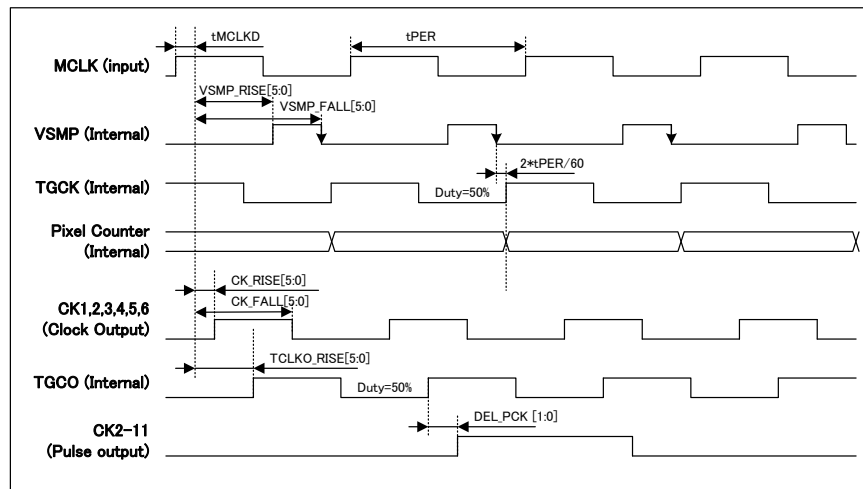 tMCLKD
tPER
MCLK (input)
VSMP_RISE[5:0]
VSMP_FALL[5:0]
VSMP (Internal)
2*tPER/60
TGCK (Internal)
Duty=50%
Pixel Counter
(Internal)
CK_RISE[5:0]
CK_FALL[5:0]
CK1,2,3,4,5,6
(Clock Output)
TCLKO_RISE[5:0]
TGCO (Internal)
Duty=50%
DEL_PCK [1:0]
CK2-11
(Pulse output)